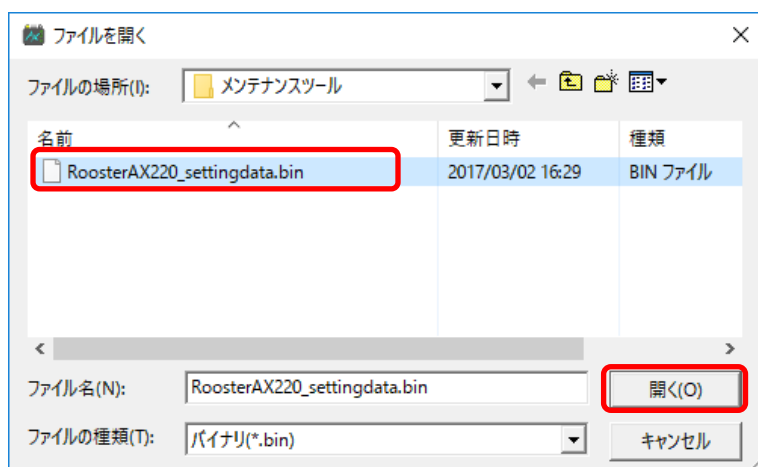 ファイルを開く
ファイルの場所(I): メンテナンスツール
名前 更新日時 種類
RoosterAX220_settingdata.bin 2017/03/02 16:29 BIN ファイル
ファイル名(N): RoosterAX220_settingdata.bin 開く(O)
ファイルの種類(T): バイナリ(*.bin) キャンセル